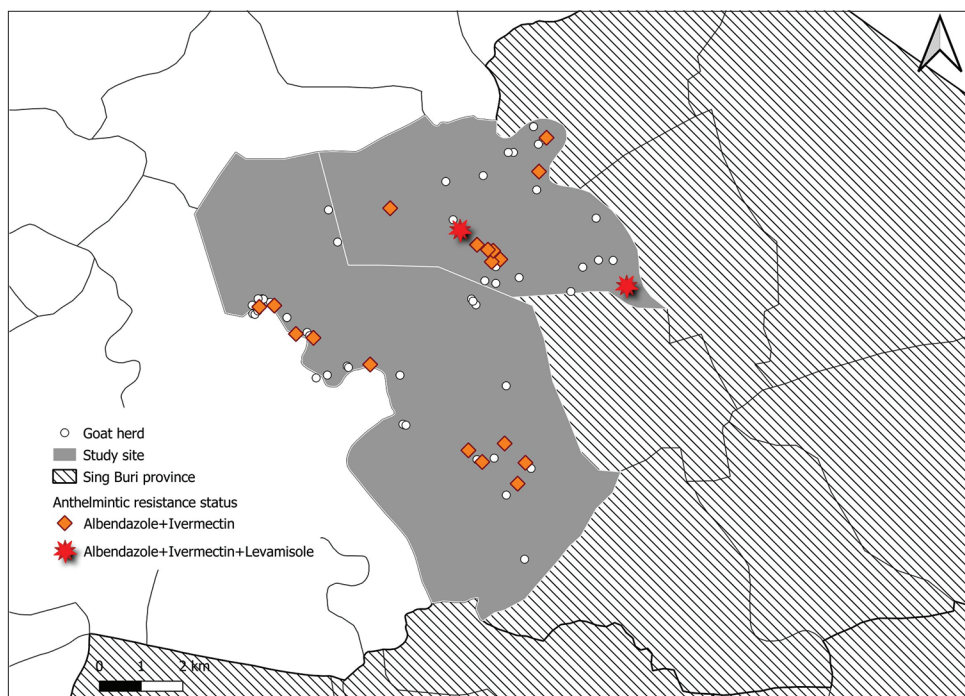 Goat herd
Study site
Sing Buri province
Anthelmintic resistance status
Albendazole+Ivermectin
Albendazole+Ivermectin+Levamisole
0 1 2 km